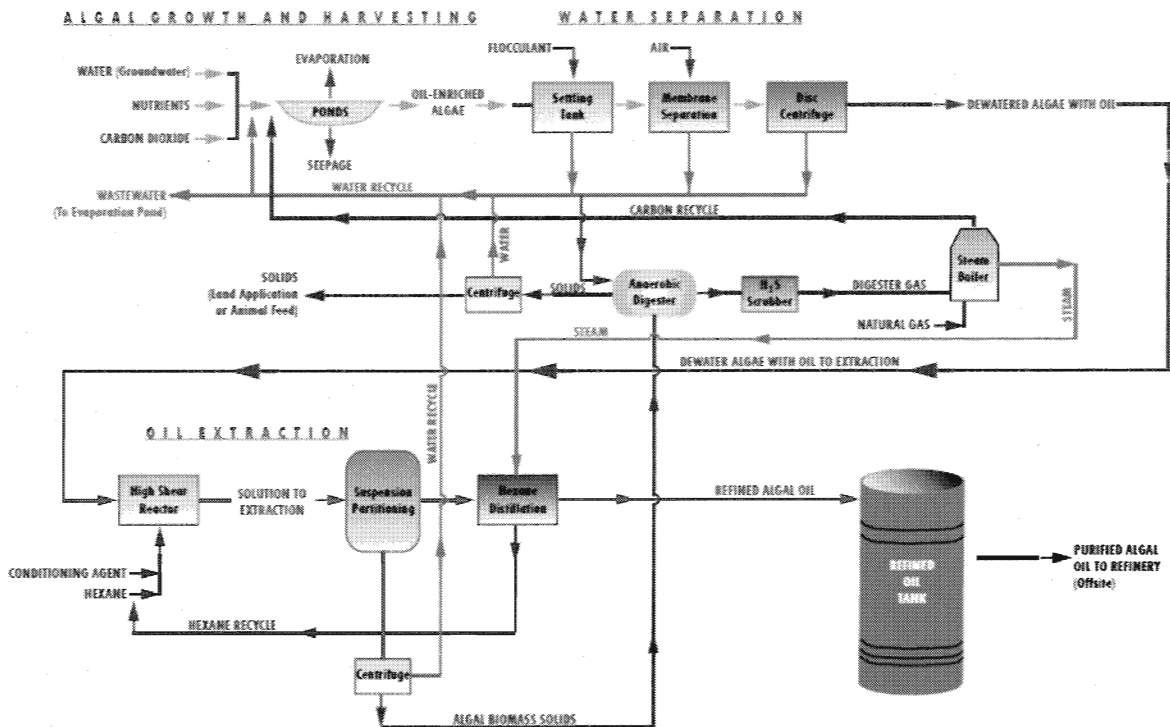 ALGAL GROWTH AND HARVESTING
WATER SEPARATION
FLOCCULANT
AIR
EVAPORATION
WATER (Groundwater)
NUTRIENTS
CARBON DIOXIDE
PONDS
SEEPAGE
OIL-ENRICHED
ALGAE
Settling
Tank
Membrane
Separation
Disc
Centrifuge
DEWATERED ALGAE WITH OIL
WATER RECYCLE
WASTEWATER
(To Evaporation Pond)
CARBON RECYCLE
WATER
SOLIDS
(Land Application
or Animal Feed)
Centrifuge
SOLIDS
Anaerobic
Digester
H2S
Scrubber
DIGESTER GAS
Steam
Boiler
NATURAL GAS
STEAM
STEAM
DEWATER ALGAE WITH OIL TO EXTRACTION
WATER RECYCLE
OIL EXTRACTION
High Shear
Reactor
SOLUTION TO
EXTRACTION
Suspension
Partitioning
Hexane
Distillation
REFINED ALGAL OIL
REFINED
OIL
TANK
PURIFIED ALGAL
OIL TO REFINERY
(Offsite)
CONDITIONING AGENT
HEXANE
HEXANE RECYCLE
Centrifuge
ALGAL BIOMASS SOLIDS